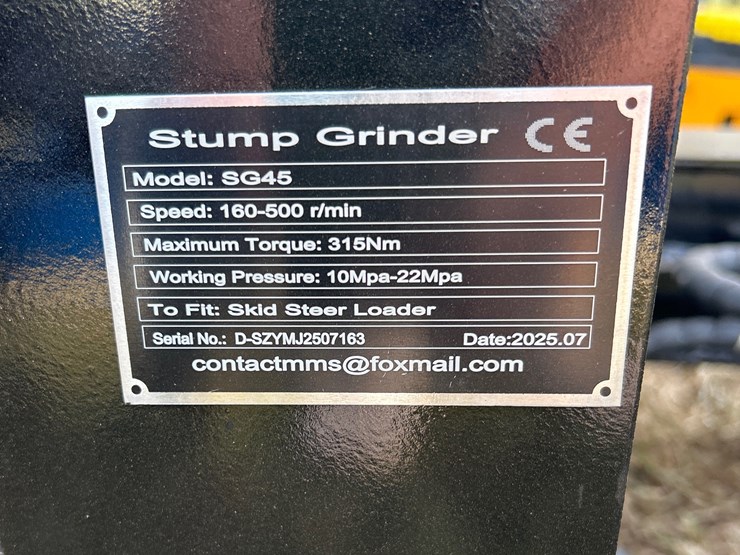 Stump Grinder CE
Model: SG45
Speed: 160-500 r/min
Maximum Torque: 315Nm
Working Pressure: 10Mpa-22Mpa
To Fit: Skid Steer Loader
Serial No.: D-SZYMJ2507163 Date:2025.07
contactmms@foxmail.com